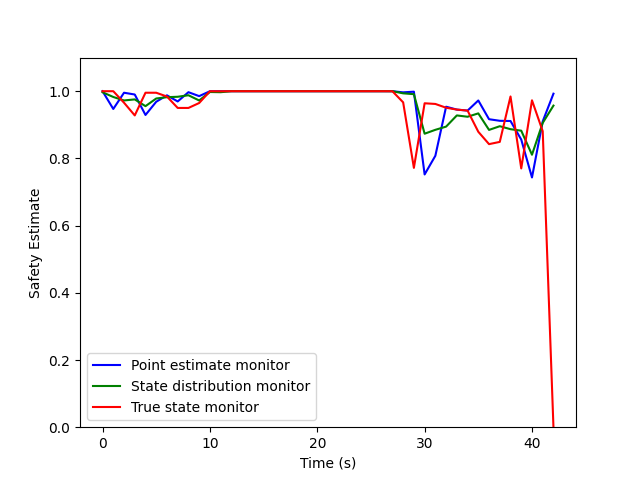 1.0
0.8
0.6
0.4
0.2
0.0
Safety Estimate
Point estimate monitor
State distribution monitor
True state monitor
0 10 20 30 40
Time (s)